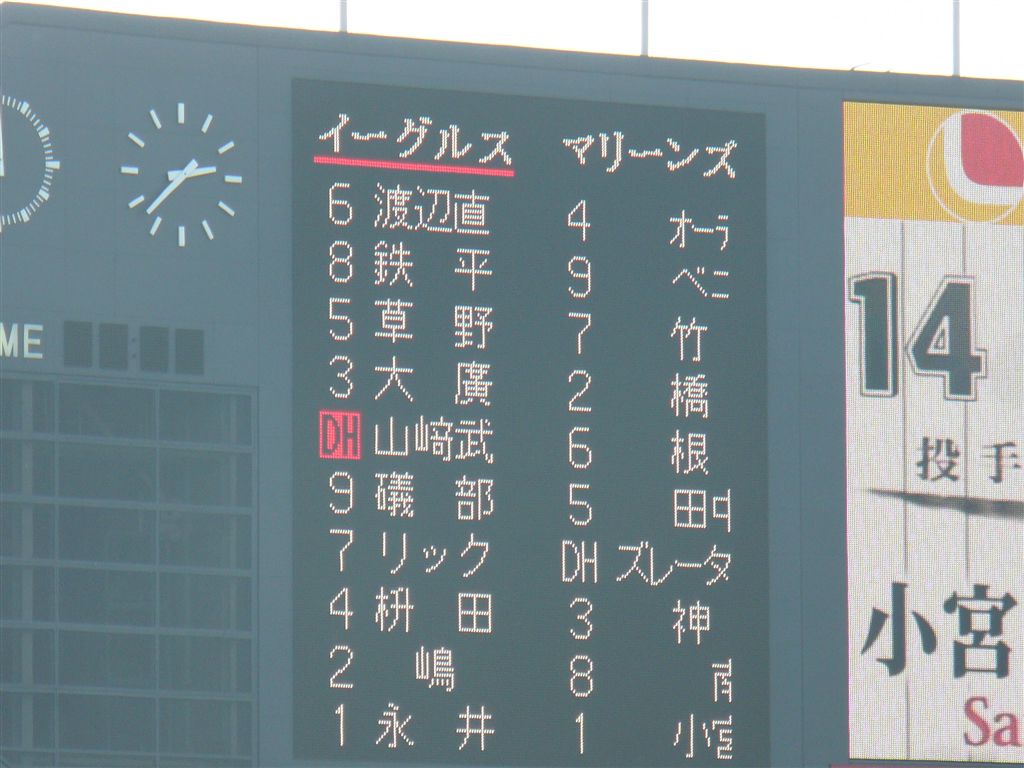 イーグルス マリーンズ
6 渡辺直 4 オーラ
8 鉄平 9 ベニ
5 草野 7 竹
3 大廣 2 橋
DH 山﨑武 6 根
9 礒部 5 田
7 リック DH ズレータ
4 枡田 3 神
2 嶋 8
1 永井 1 小宮
ME
14
投手
小宮
Sa